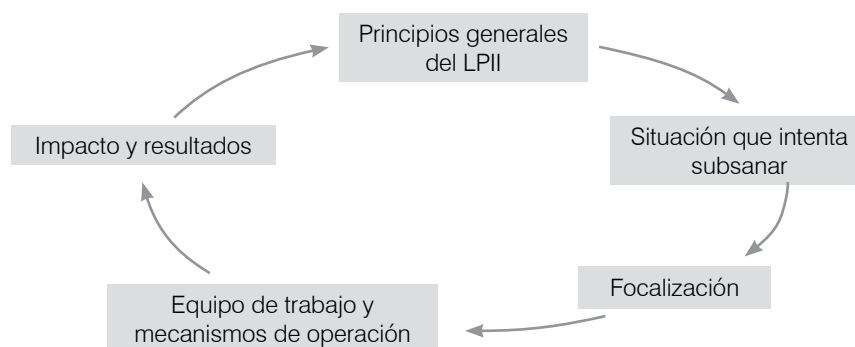 Principios generales
del LPII
Situación que intenta
subsanar
Focalización
Equipo de trabajo y
mecanismos de operación
Impacto y resultados